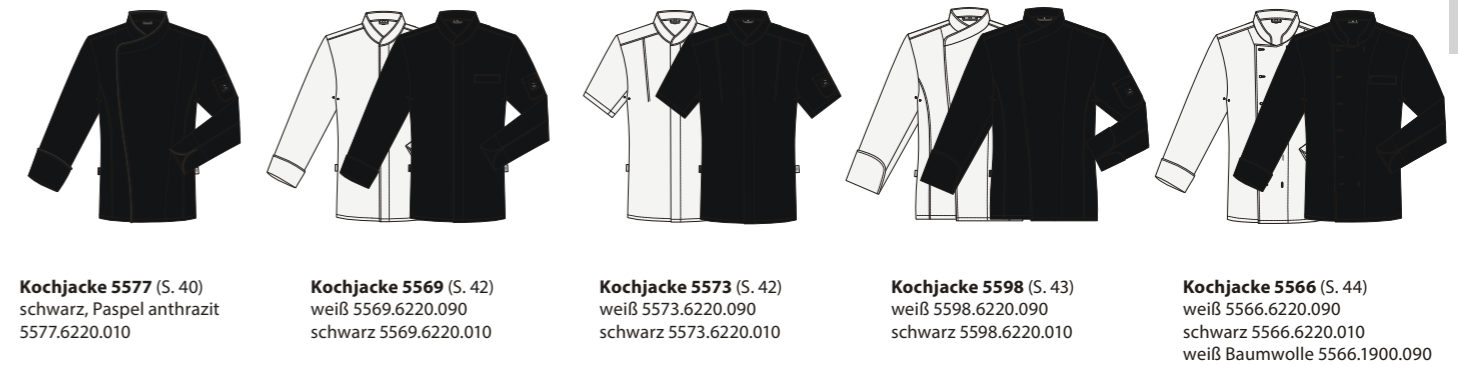 Kochjacke 5577 (S. 40)
schwarz, Paspel anthrazit
5577.6220.010
Kochjacke 5569 (S. 42)
weiß 5569.6220.090
schwarz 5569.6220.010
Kochjacke 5573 (S. 42)
weiß 5573.6220.090
schwarz 5573.6220.010
Kochjacke 5598 (S. 43)
weiß 5598.6220.090
schwarz 5598.6220.010
Kochjacke 5566 (S. 44)
weiß 5566.6220.090
schwarz 5566.6220.010
weiß Baumwolle 5566.1900.090